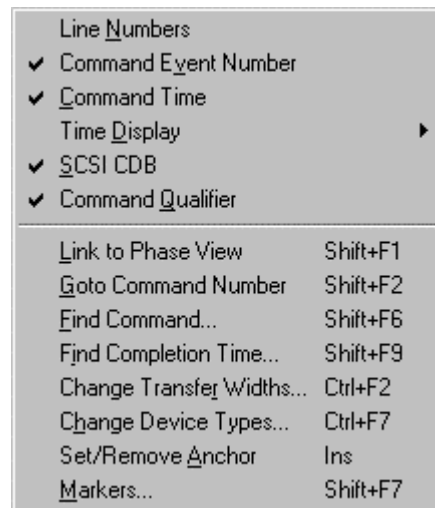 Line Numbers
✔ Command Event Number
✔ Command Time
Time Display
✔ SCSI CDB
✔ Command Qualifier
Link to Phase View Shift+F1
Goto Command Number Shift+F2
Find Command... Shift+F6
Find Completion Time... Shift+F9
Change Transfer Widths... Ctrl+F2
Change Device Types... Ctrl+F7
Set/Remove Anchor Ins
Markers... Shift+F7